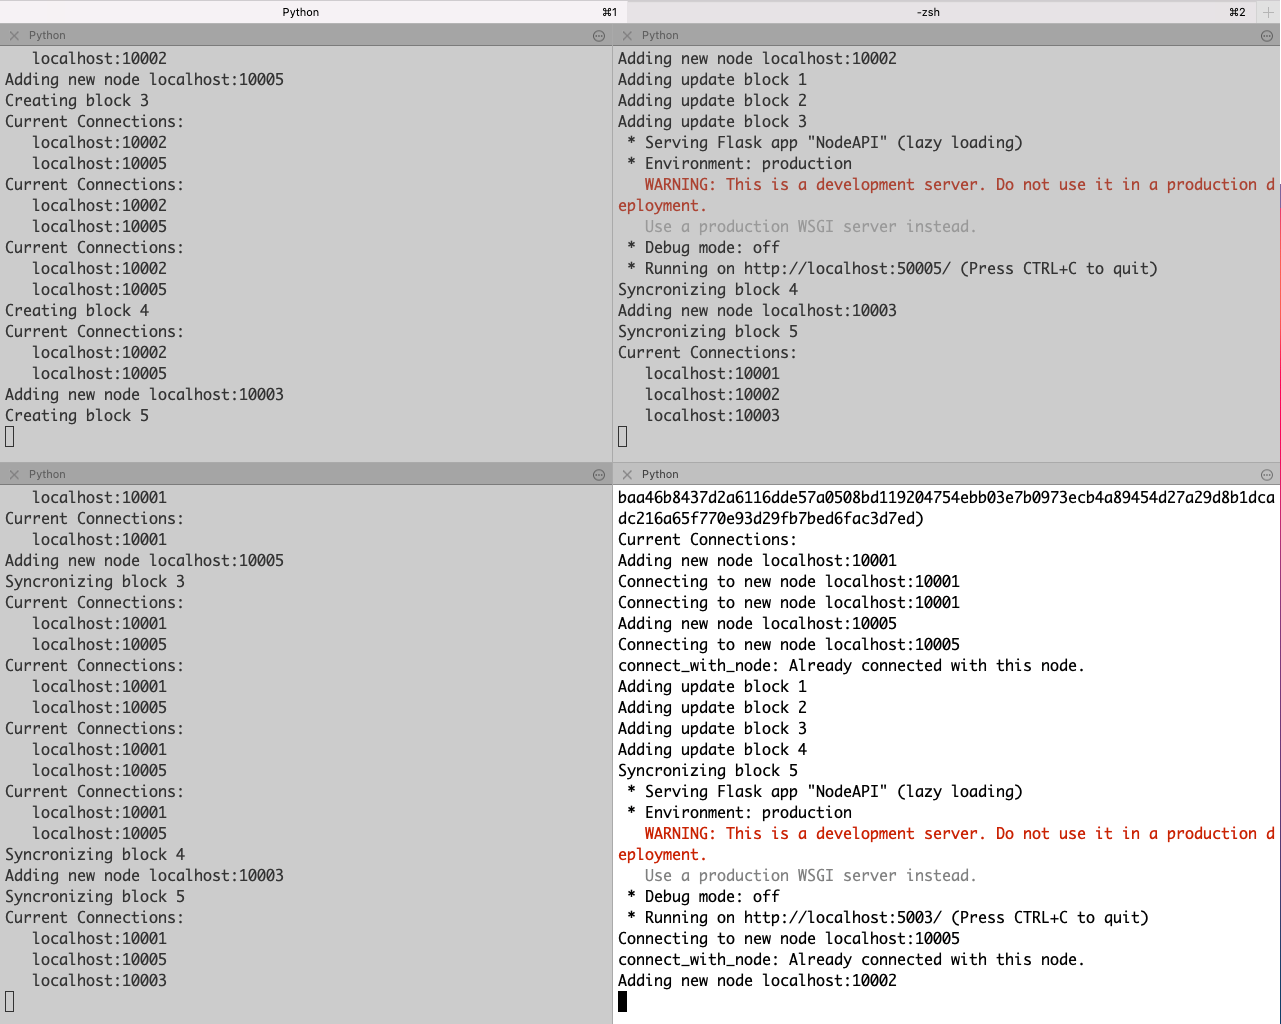 Python ⌘1
-zsh ⌘2
Python
localhost:10002
Adding new node localhost:10005
Creating block 3
Current Connections:
localhost:10002
localhost:10005
Current Connections:
localhost:10002
localhost:10005
Current Connections:
localhost:10002
localhost:10005
Creating block 4
Current Connections:
localhost:10002
localhost:10005
Adding new node localhost:10003
Creating block 5
Python
Adding new node localhost:10002
Adding update block 1
Adding update block 2
Adding update block 3
* Serving Flask app "NodeAPI" (lazy loading)
* Environment: production
WARNING: This is a development server. Do not use it in a production d
eployment.
Use a production WSGI server instead.
* Debug mode: off
* Running on http://localhost:50005/ (Press CTRL+C to quit)
Syncronizing block 4
Adding new node localhost:10003
Syncronizing block 5
Current Connections:
localhost:10001
localhost:10002
localhost:10003
Python
localhost:10001
Current Connections:
localhost:10001
Adding new node localhost:10005
Syncronizing block 3
Current Connections:
localhost:10001
localhost:10005
Current Connections:
localhost:10001
localhost:10005
Current Connections:
localhost:10001
localhost:10005
Current Connections:
localhost:10001
localhost:10005
Syncronizing block 4
Adding new node localhost:10003
Syncronizing block 5
Current Connections:
localhost:10001
localhost:10005
localhost:10003
Python
baa46b8437d2a6116dde57a0508bd119204754ebb03e7b0973ecb4a89454d27a29d8b1dca
dc216a65f770e93d29fb7bed6fac3d7ed)
Current Connections:
Adding new node localhost:10001
Connecting to new node localhost:10001
Connecting to new node localhost:10001
Adding new node localhost:10005
Connecting to new node localhost:10005
connect_with_node: Already connected with this node.
Adding update block 1
Adding update block 2
Adding update block 3
Adding update block 4
Syncronizing block 5
* Serving Flask app "NodeAPI" (lazy loading)
* Environment: production
WARNING: This is a development server. Do not use it in a production d
eployment.
Use a production WSGI server instead.
* Debug mode: off
* Running on http://localhost:5003/ (Press CTRL+C to quit)
Connecting to new node localhost:10005
connect_with_node: Already connected with this node.
Adding new node localhost:10002